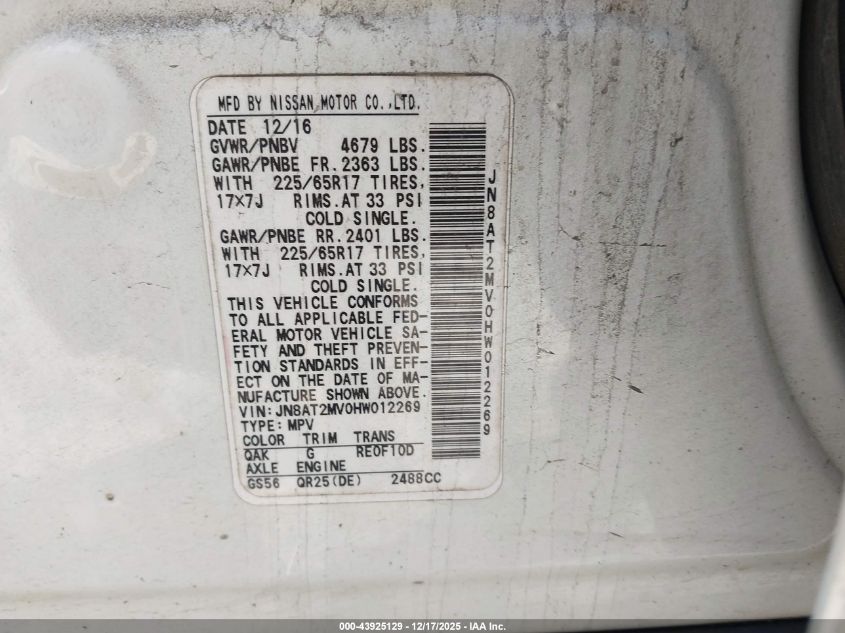 MFD BY NISSAN MOTOR CO.,LTD.
DATE 12/16
GVWR/PNBV 4679 LBS.
GAWR/PNBE FR. 2363 LBS.
WITH 225/65R17 TIRES,
17×7J RIMS.AT 33 PSI
COLD SINGLE.
GAWR/PNBE RR. 2401 LBS.
WITH 225/65R17 TIRES,
17×7J RIMS.AT 33 PSI
COLD SINGLE.
THIS VEHICLE CONFORMS
TO ALL APPLICABLE FED-
ERAL MOTOR VEHICLE SA-
FETY AND THEFT PREVEN-
TION STANDARDS IN EFF-
ECT ON THE DATE OF MA-
NUFACTURE SHOWN ABOVE.
VIN: JN8AT2MV0HW012269
TYPE: MPV
COLOR TRIM TRANS
QAK G RE0F10D
AXLE ENGINE
GS56 QR25(DE) 2488CC
JN8AT2MV0HW012269
000-43925129 - 12/17/2025 - IAA Inc.